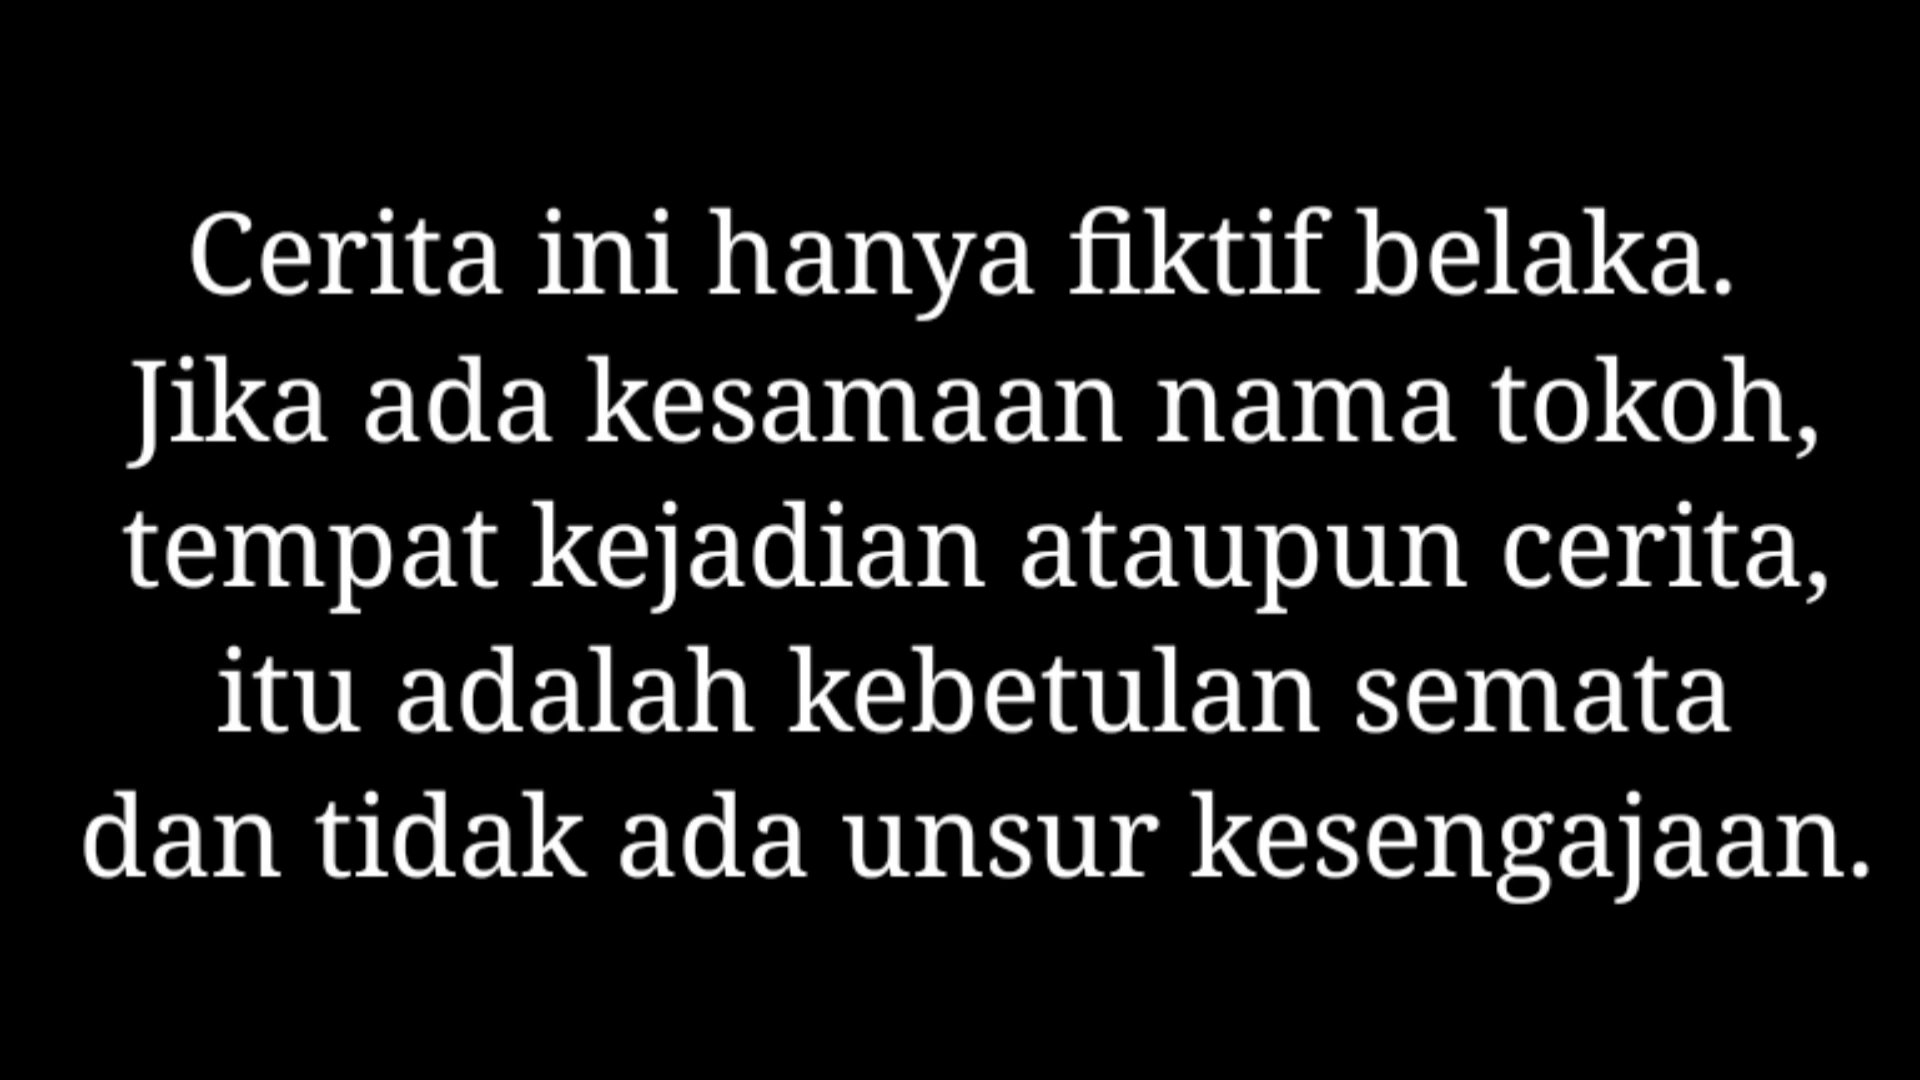 Cerita ini hanya fiktif belaka.
Jika ada kesamaan nama tokoh,
tempat kejadian ataupun cerita,
itu adalah kebetulan semata
dan tidak ada unsur kesengajaan.